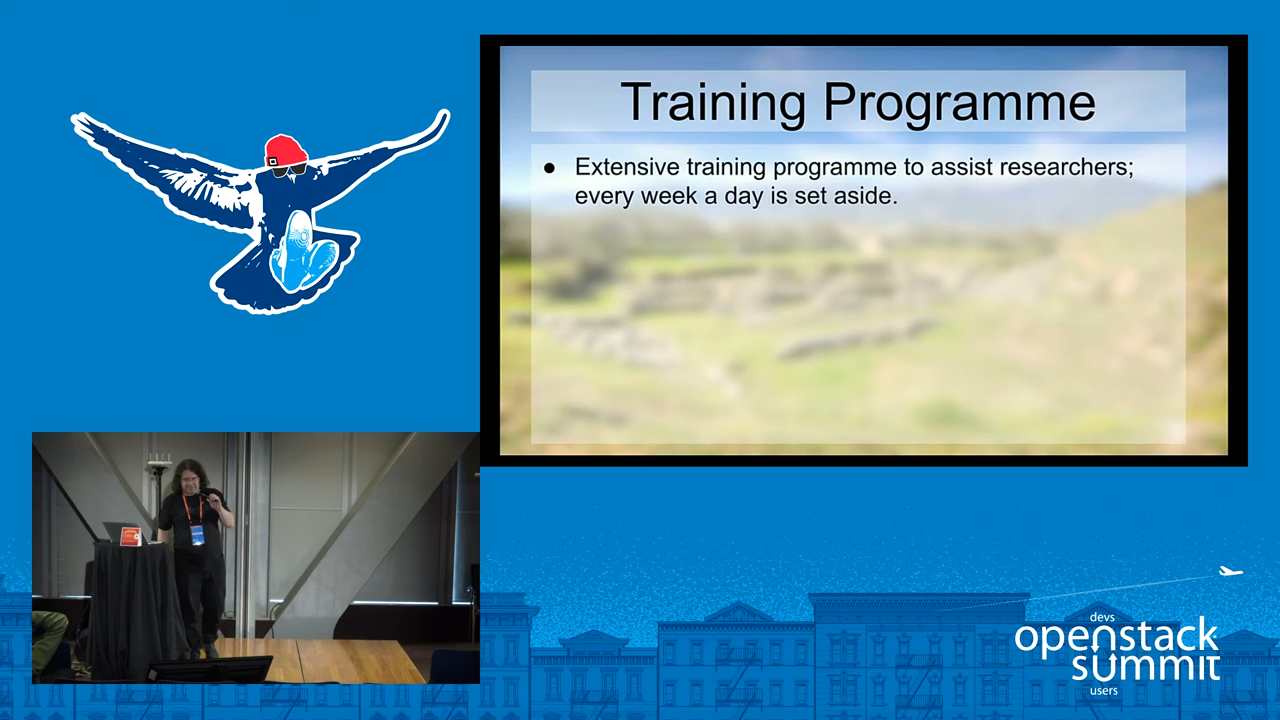 Training Programme
● Extensive training programme to assist researchers;
every week a day is set aside.
devs
openstack
summit
users